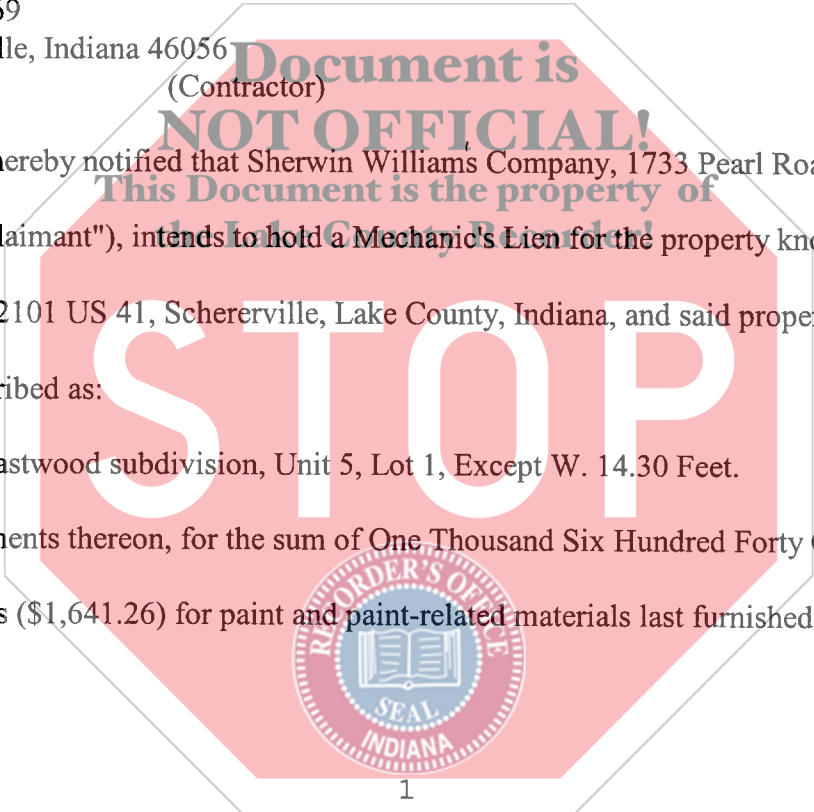 59
lle, Indiana 46056
Document is
(Contractor)
NOT OFFICIAL!
ereby notified that Sherwin Williams Company, 1733 Pearl Roa
This Document is the property of
laimant"), intends to hold a Mechanic's Lien for the property kno
the Lake County Recorder!
2101 US 41, Schererville, Lake County, Indiana, and said proper
STOP
ribed as:
astwood subdivision, Unit 5, Lot 1, Except W. 14.30 Feet.
nents thereon, for the sum of One Thousand Six Hundred Forty
s ($1,641.26) for paint and paint-related materials last furnished
RECORDER'S OFFICE
SEAL
INDIANA
1